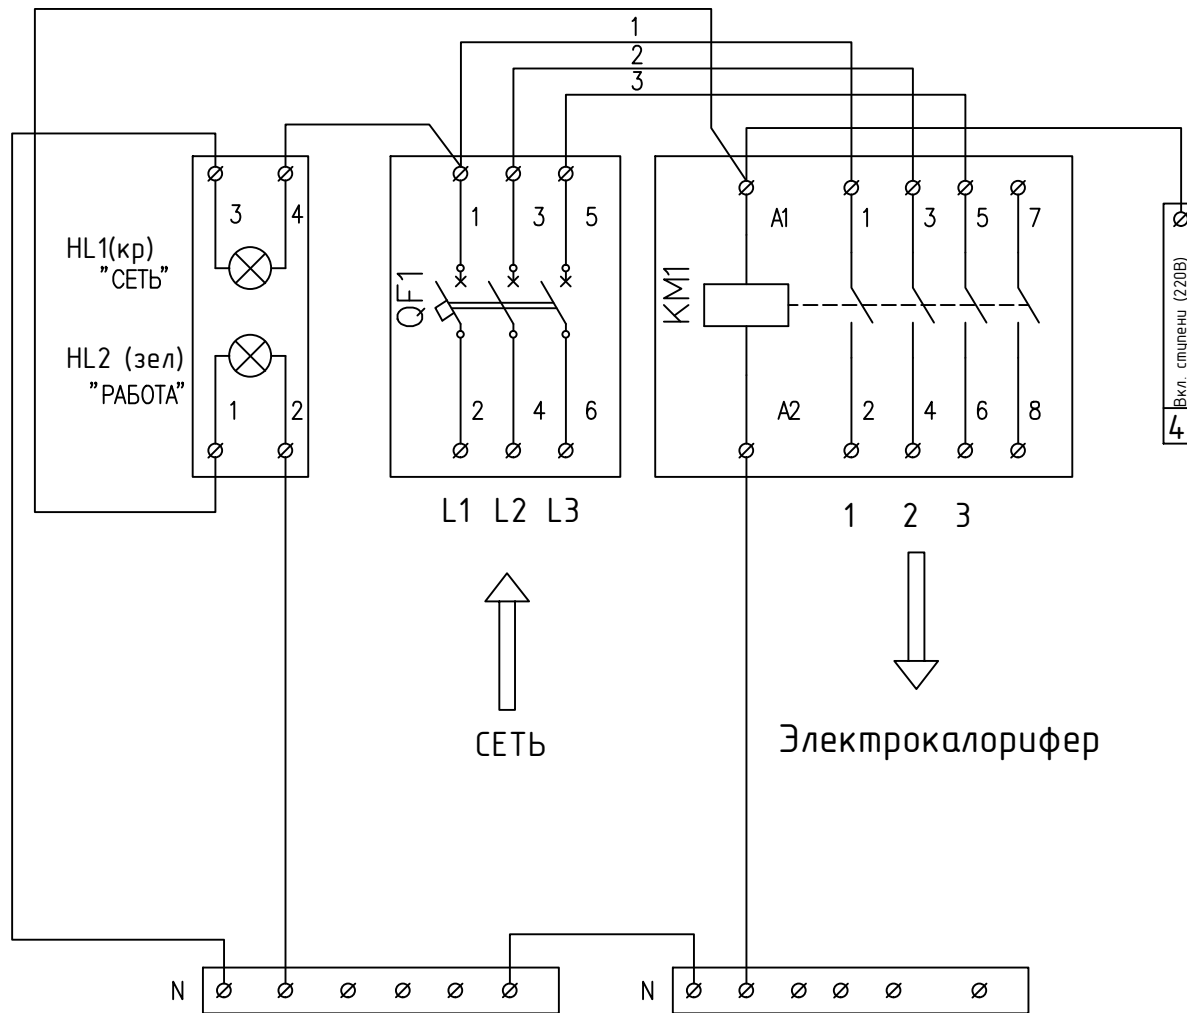 1
2
3
HL1(кр)
"СЕТЬ"
3
4
HL2 (зел)
"РАБОТА"
1
2
QF1
1
3
5
2
4
6
L1 L2 L3
СЕТЬ
KM1
A1
1
3
5
7
A2
2
4
6
8
1 2 3
Электрокалорифер
Вкл. ступени (220В)
4
N
N